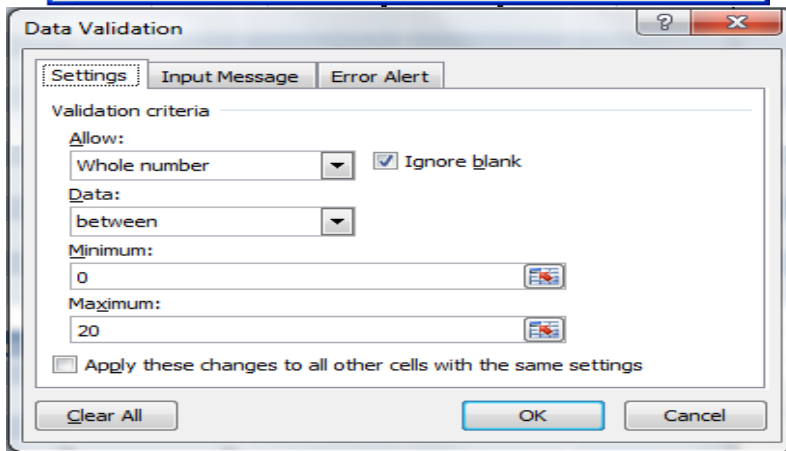 Data Validation
Settings Input Message Error Alert
Validation criteria
Allow:
Whole number Ignore blank
Data:
between
Minimum:
0
Maximum:
20
Apply these changes to all other cells with the same settings
Clear All OK Cancel